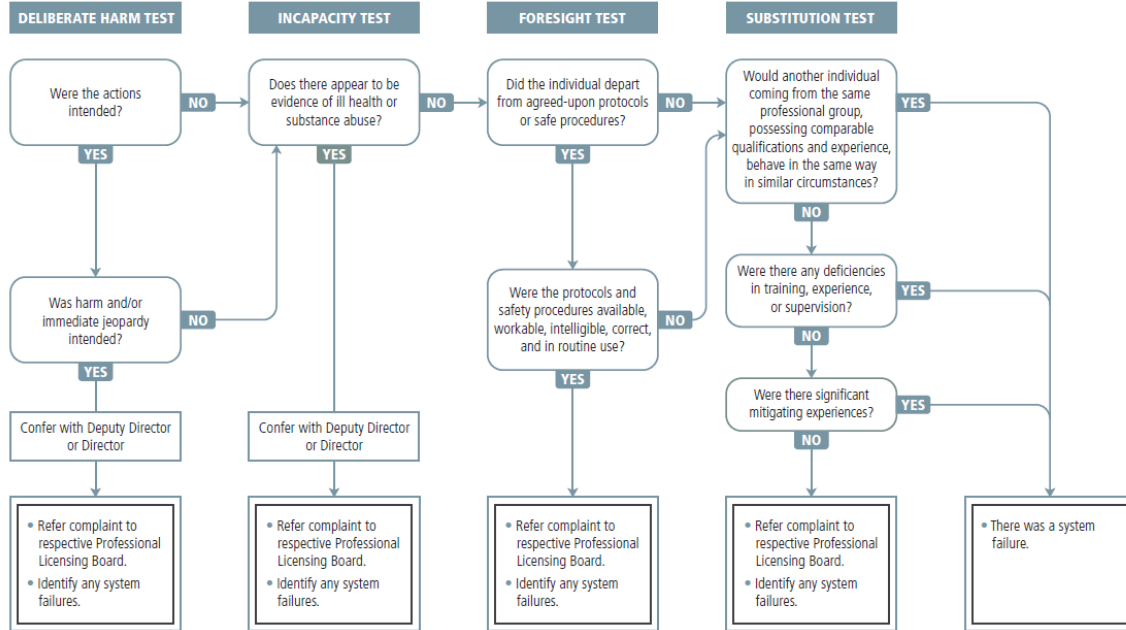 DELIBERATE HARM TEST
INCAPACITY TEST
FORESIGHT TEST
SUBSTITUTION TEST
Were the actions
intended?
NO
YES
Was harm and/or
immediate jeopardy
intended?
NO
YES
Confer with Deputy Director
or Director
• Refer complaint to
respective Professional
Licensing Board.
• Identify any system
failures.
Does there appear to be
evidence of ill health or
substance abuse?
NO
YES
Confer with Deputy Director
or Director
• Refer complaint to
respective Professional
Licensing Board.
• Identify any system
failures.
Did the individual depart
from agreed-upon protocols
or safe procedures?
NO
YES
Were the protocols and
safety procedures available,
workable, intelligible, correct,
and in routine use?
NO
YES
• Refer complaint to
respective Professional
Licensing Board.
• Identify any system
failures.
Would another individual
coming from the same
professional group,
possessing comparable
qualifications and experience,
behave in the same way
in similar circumstances?
YES
NO
Were there any deficiencies
in training, experience,
or supervision?
YES
NO
Were there significant
mitigating experiences?
YES
NO
• Refer complaint to
respective Professional
Licensing Board.
• Identify any system
failures.
• There was a system
failure.